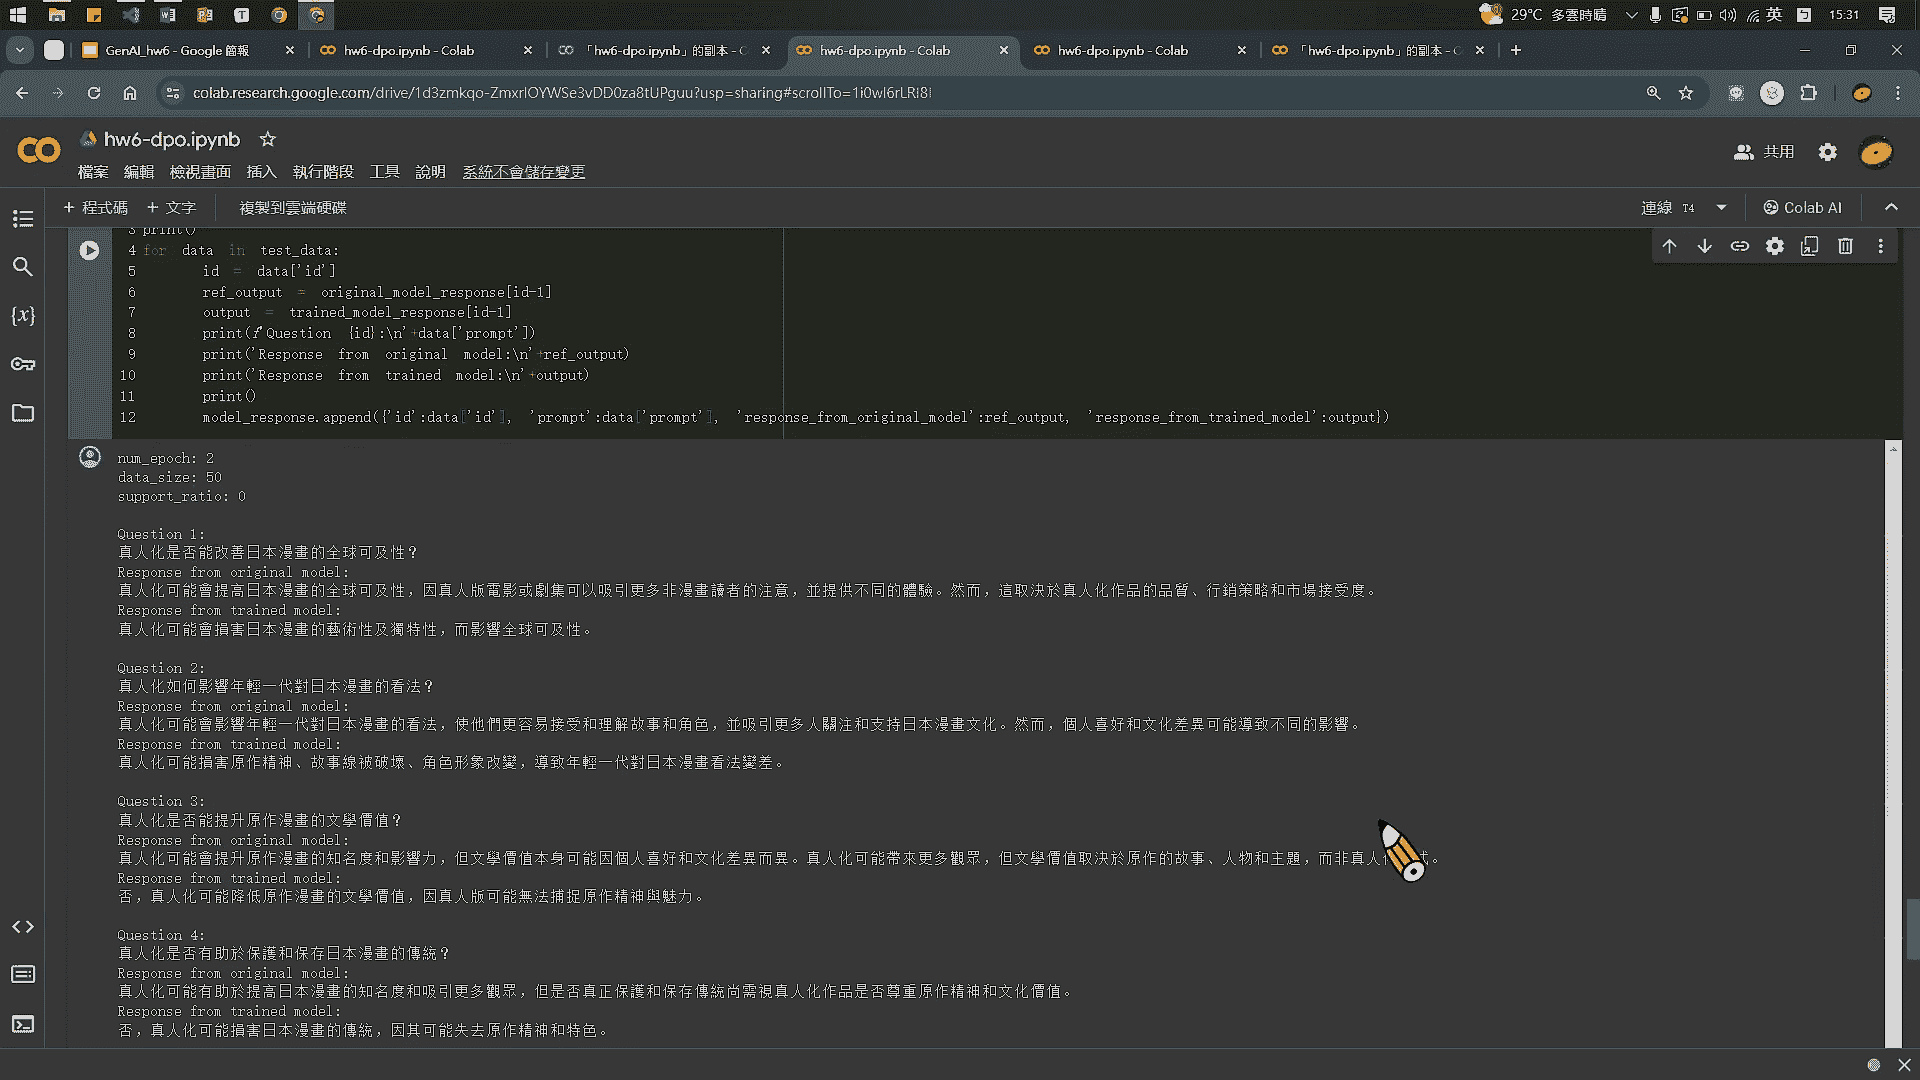 29°C 多雲時晴
英
15:31
GenAI_hw6 - Google 簡報
hw6-dpo.ipynb - Colab
「hw6-dpo.ipynb」的副本 - C
hw6-dpo.ipynb - Colab
hw6-dpo.ipynb - Colab
「hw6-dpo.ipynb」的副本 - C
hw6-dpo.ipynb
檔案 編輯 檢視畫面 插入 執行階段 工具 說明 系統不會儲存變更
共用
+ 程式碼 + 文字 複製到雲端硬碟
連線 T4 Colab AI
3 print()
4 for data in test_data:
5 id = data['id']
6 ref_output = original_model_response[id-1]
7 output = trained_model_response[id-1]
8 print(f'Question {id}:\n'+data['prompt'])
9 print('Response from original model:\n'+ref_output)
10 print('Response from trained model:\n'+output)
11 print()
12 model_response.append({'id':data['id'], 'prompt':data['prompt'], 'response_from_original_model':ref_output, 'response_from_trained_model':output})
num_epoch: 2
data_size: 50
support_ratio: 0
Question 1:
真人化是否能改善日本漫畫的全球可及性？
Response from original model:
真人化可能會提高日本漫畫的全球可及性，因真人版電影或劇集可以吸引更多非漫畫讀者的注意，並提供不同的體驗。然而，這取決於真人化作品的品質、行銷策略和市場接受度。
Response from trained model:
真人化可能會損害日本漫畫的藝術性及獨特性，而影響全球可及性。
Question 2:
真人化如何影響年輕一代對日本漫畫的看法？
Response from original model:
真人化可能會影響年輕一代對日本漫畫的看法，使他們更容易接受和理解故事和角色，並吸引更多人關注和支持日本漫畫文化。然而，個人喜好和文化差異可能導致不同的影響。
Response from trained model:
真人化可能損害原作精神、故事線被破壞、角色形象改變，導致年輕一代對日本漫畫看法變差。
Question 3:
真人化是否能提升原作漫畫的文學價值？
Response from original model:
真人化可能會提升原作漫畫的知名度和影響力，但文學價值本身可能因個人喜好和文化差異而異。真人化可能帶來更多觀眾，但文學價值取決於原作的故事、人物和主題，而非真人
Response from trained model:
否，真人化可能降低原作漫畫的文學價值，因真人版可能無法捕捉原作精神與魅力。
Question 4:
真人化是否有助於保護和保存日本漫畫的傳統？
Response from original model:
真人化可能有助於提高日本漫畫的知名度和吸引更多觀眾，但是否真正保護和保存傳統尚需視真人化作品是否尊重原作精神和文化價值。
Response from trained model:
否，真人化可能損害日本漫畫的傳統，因其可能失去原作精神和特色。